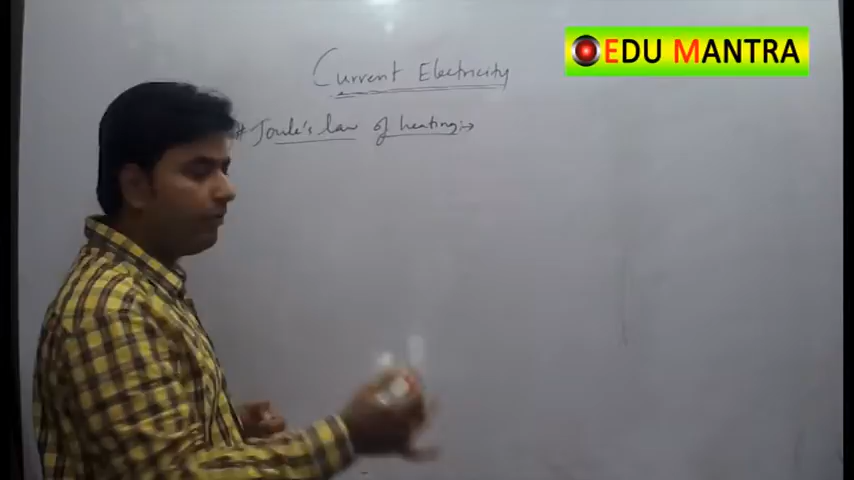 EDU MANTRA
Current Electricity
# Joule's law of heating :→